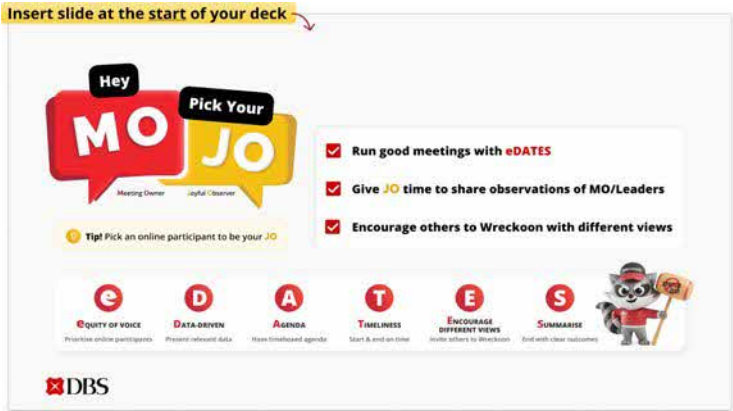 Insert slide at the start of your deck
Hey
MO
Pick Your
JO
Meeting Owner
Joyful Observer
Tip! Pick an online participant to be your JO
Run good meetings with eDATES
Give JO time to share observations of MO/Leaders
Encourage others to Wreckoon with different views
e D A T E S
eQUITY OF VOICE
Prioritise online participants
DATA-DRIVEN
Present relevant data
AGENDA
Have timeboxed agenda
TIMELINESS
Start & end on time
ENCOURAGE
DIFFERENT VIEWS
Invite others to Wreckoon
SUMMARISE
End with clear outcomes
DBS